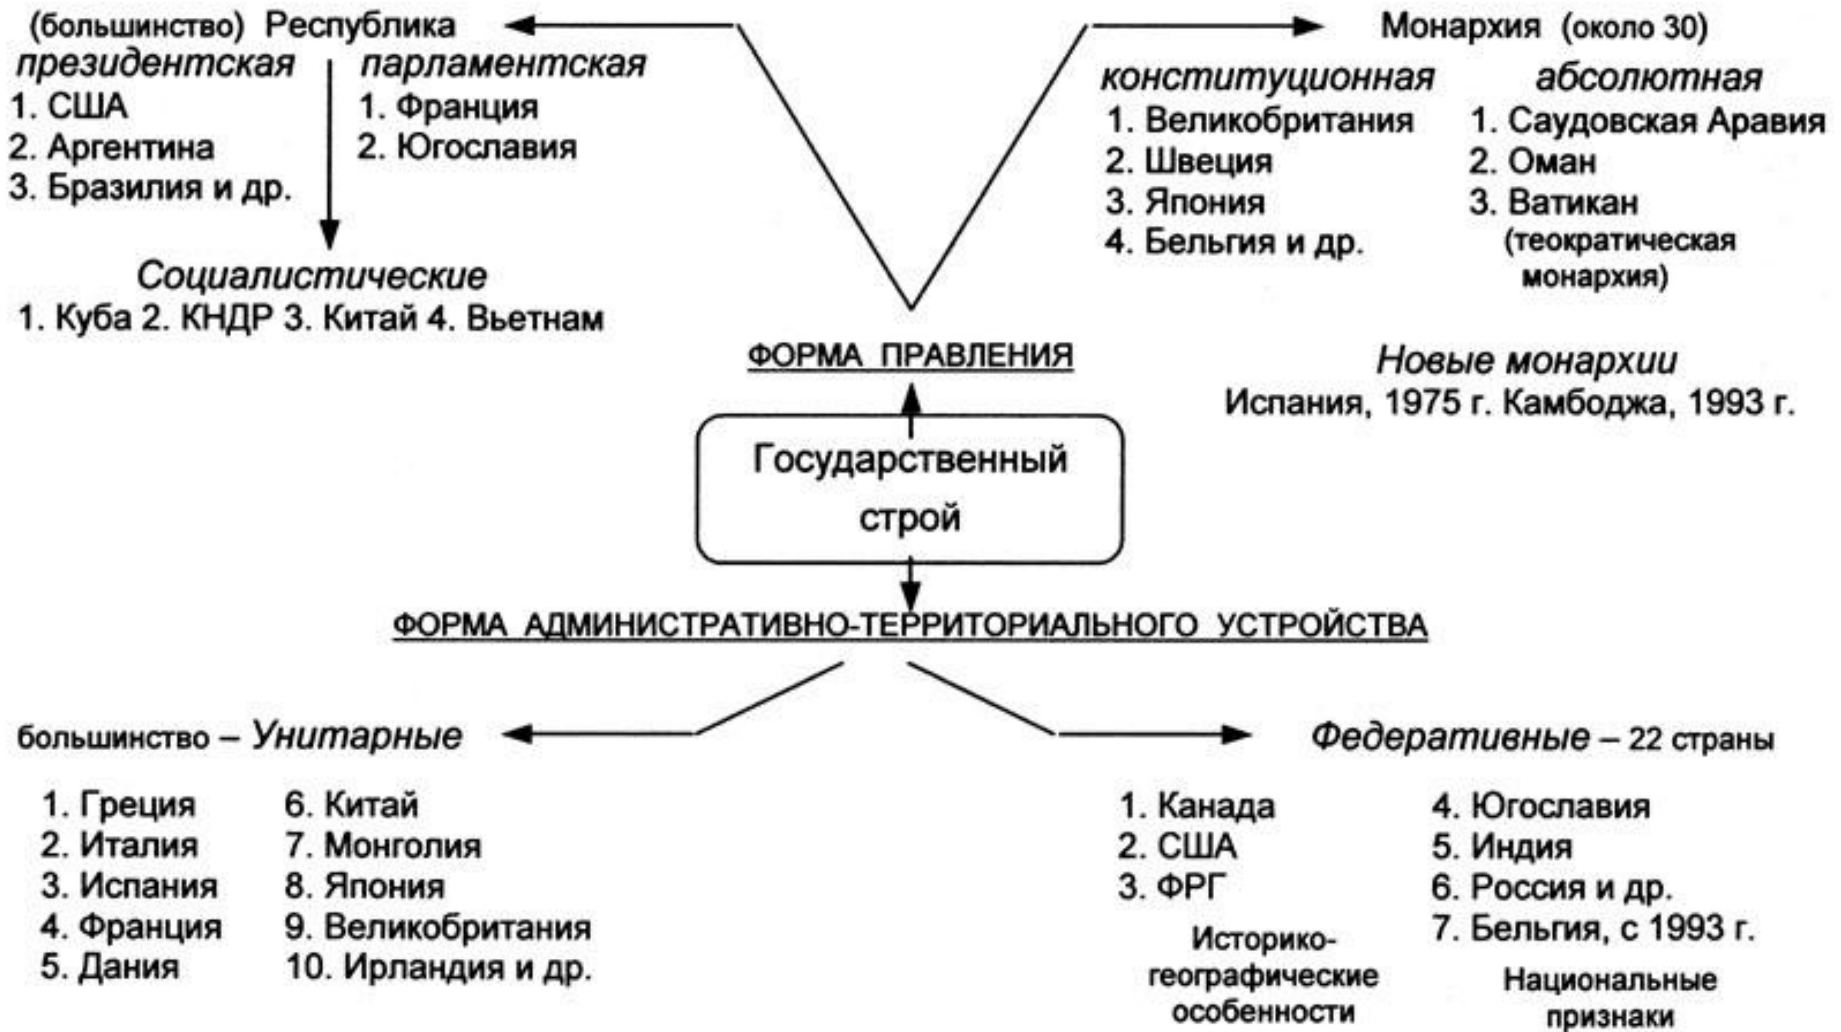 (большинство) Республика
президентская
1. США
2. Аргентина
3. Бразилия и др.
парламентская
1. Франция
2. Югославия
Социалистические
1. Куба 2. КНДР 3. Китай 4. Вьетнам
Монархия (около 30)
конституционная
1. Великобритания
2. Швеция
3. Япония
4. Бельгия и др.
абсолютная
1. Саудовская Аравия
2. Оман
3. Ватикан
(теократическая
монархия)
Новые монархии
Испания, 1975 г. Камбоджа, 1993 г.
ФОРМА ПРАВЛЕНИЯ
Государственный
строй
ФОРМА АДМИНИСТРАТИВНО-ТЕРРИТОРИАЛЬНОГО УСТРОЙСТВА
большинство – Унитарные
1. Греция
2. Италия
3. Испания
4. Франция
5. Дания
6. Китай
7. Монголия
8. Япония
9. Великобритания
10. Ирландия и др.
Федеративные – 22 страны
1. Канада
2. США
3. ФРГ
Историко-
географические
особенности
4. Югославия
5. Индия
6. Россия и др.
7. Бельгия, с 1993 г.
Национальные
признаки